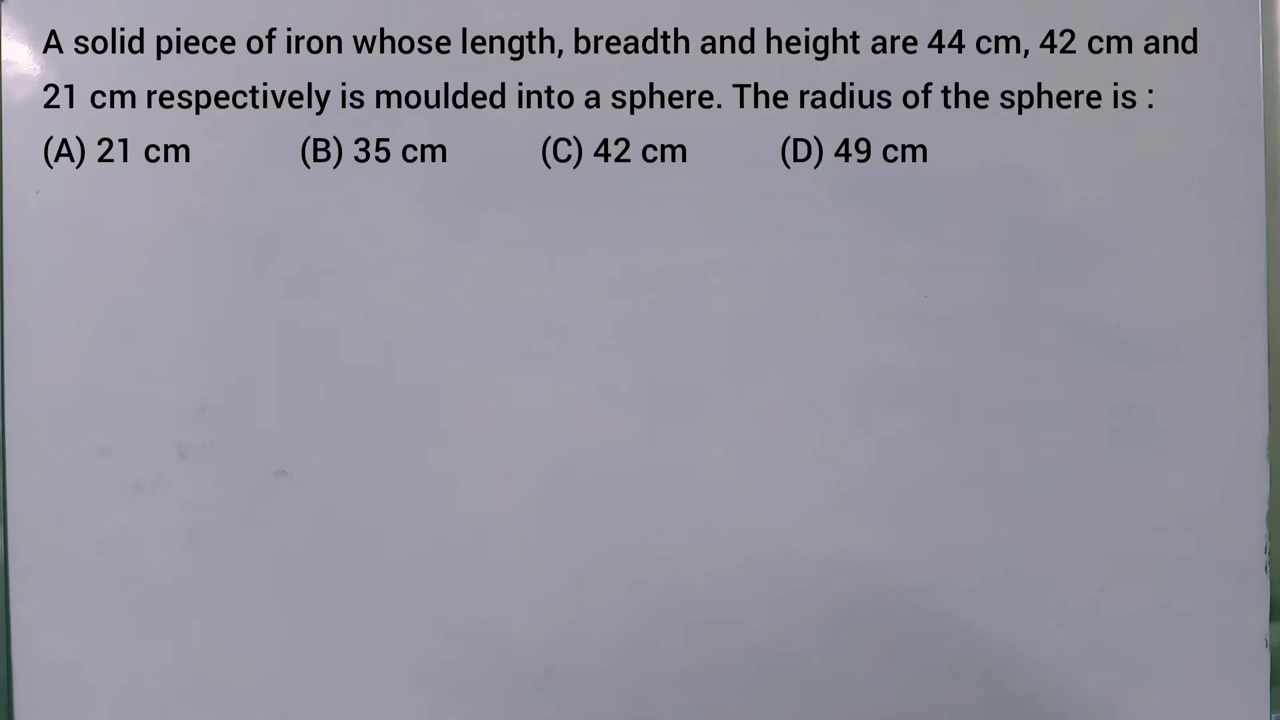 A solid piece of iron whose length, breadth and height are 44 cm, 42 cm and
21 cm respectively is moulded into a sphere. The radius of the sphere is :
(A) 21 cm (B) 35 cm (C) 42 cm (D) 49 cm